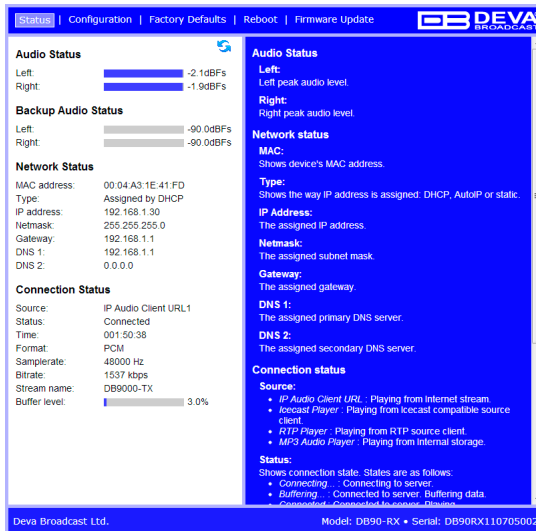 Status | Configuration | Factory Defaults | Reboot | Firmware Update
DEVA
BROADCAST
Audio Status
Left: -2.1dBFs
Right: -1.9dBFs
Backup Audio Status
Left: -90.0dBFs
Right: -90.0dBFs
Network Status
MAC address: 00:04:A3:1E:41:FD
Type: Assigned by DHCP
IP address: 192.168.1.30
Netmask: 255.255.255.0
Gateway: 192.168.1.1
DNS 1: 192.168.1.1
DNS 2: 0.0.0.0
Connection Status
Source: IP Audio Client URL1
Status: Connected
Time: 001:50:38
Format: PCM
Samplerate: 48000 Hz
Bitrate: 1537 kbps
Stream name: DB9000-TX
Buffer level: 3.0%
Audio Status
Left:
Left peak audio level.
Right:
Right peak audio level.
Network status
MAC:
Shows device's MAC address.
Type:
Shows the way IP address is assigned: DHCP, AutoIP or static.
IP Address:
The assigned IP address.
Netmask:
The assigned subnet mask.
Gateway:
The assigned gateway.
DNS 1:
The assigned primary DNS server.
DNS 2:
The assigned secondary DNS server.
Connection status
Source:
• IP Audio Client URL : Playing from Internet stream.
• Icecast Player : Playing from Icecast compatible source
client.
• RTP Player : Playing from RTP source client.
• MP3 Audio Player : Playing from Internal storage.
Status:
Shows connection state. States are as follows:
• Connecting... : Connecting to server.
• Buffering... : Connected to server. Buffering data.
• Connected : Connected to server. Playing
Deva Broadcast Ltd.
Model: DB90-RX • Serial: DB90RX110705002